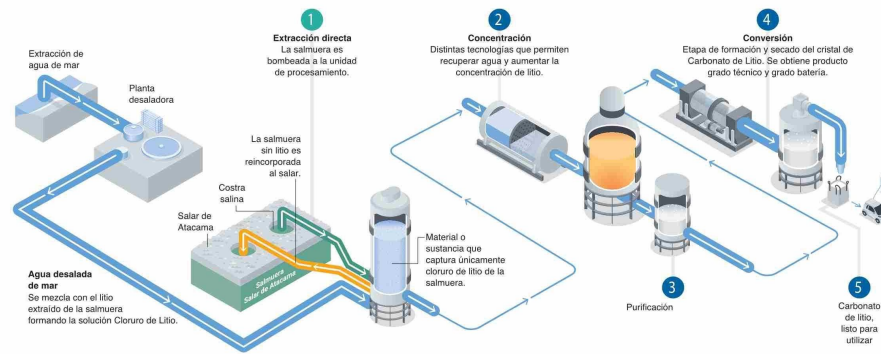 1
Extracción directa
La salmuera es
bombeada a la unidad
de procesamiento.
2
Concentración
Distintas tecnologías que permiten
recuperar agua y aumentar la
concentración de litio.
4
Conversión
Etapa de formación y secado del cristal de
Carbonato de Litio. Se obtiene producto
grado técnico y grado batería.
Extracción de
agua de mar
Planta
desaladora
La salmuera
sin litio es
reincorporada
al salar.
Costra
salina
Salar de
Atacama
Salmuera
Salar de Atacama
Material o
sustancia que
captura únicamente
cloruro de litio de la
salmuera.
Agua desalada
de mar
Se mezcla con el litio
extraído de la salmuera
formando la solución Cloruro de Litio.
3
Purificación
5
Carbonato
de litio,
listo para
utilizar